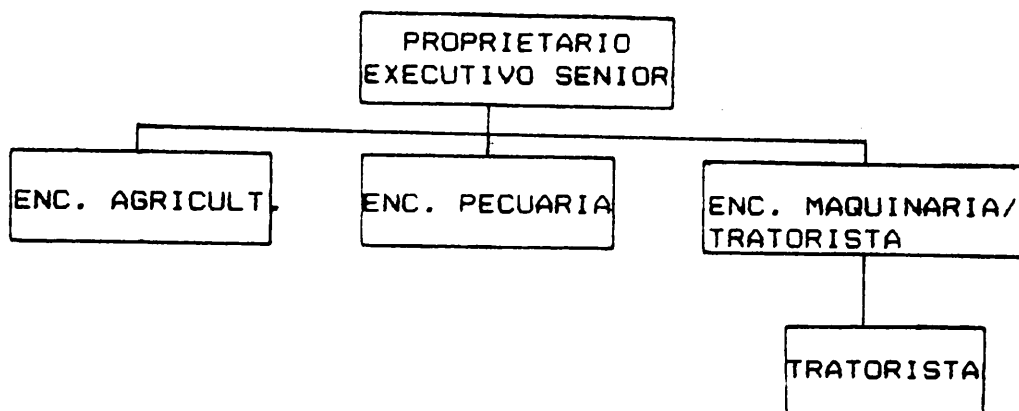 PROPRIETARIO
EXECUTIVO SENIOR
ENC. AGRICULT.
ENC. PECUARIA
ENC. MAQUINARIA/
TRATORISTA
TRATORISTA